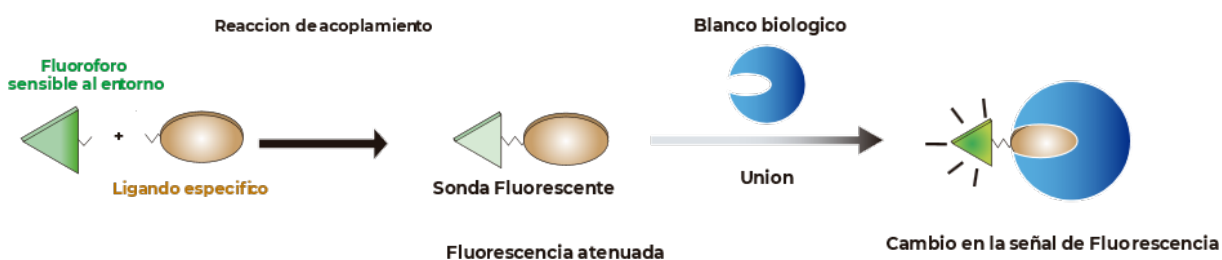 Reaccion de acoplamiento
Blanco biologico
Fluoroforo
sensible al entorno
+
Ligando especifico
Sonda Fluorescente
Union
Fluorescencia atenuada
Cambio en la señal de Fluorescencia